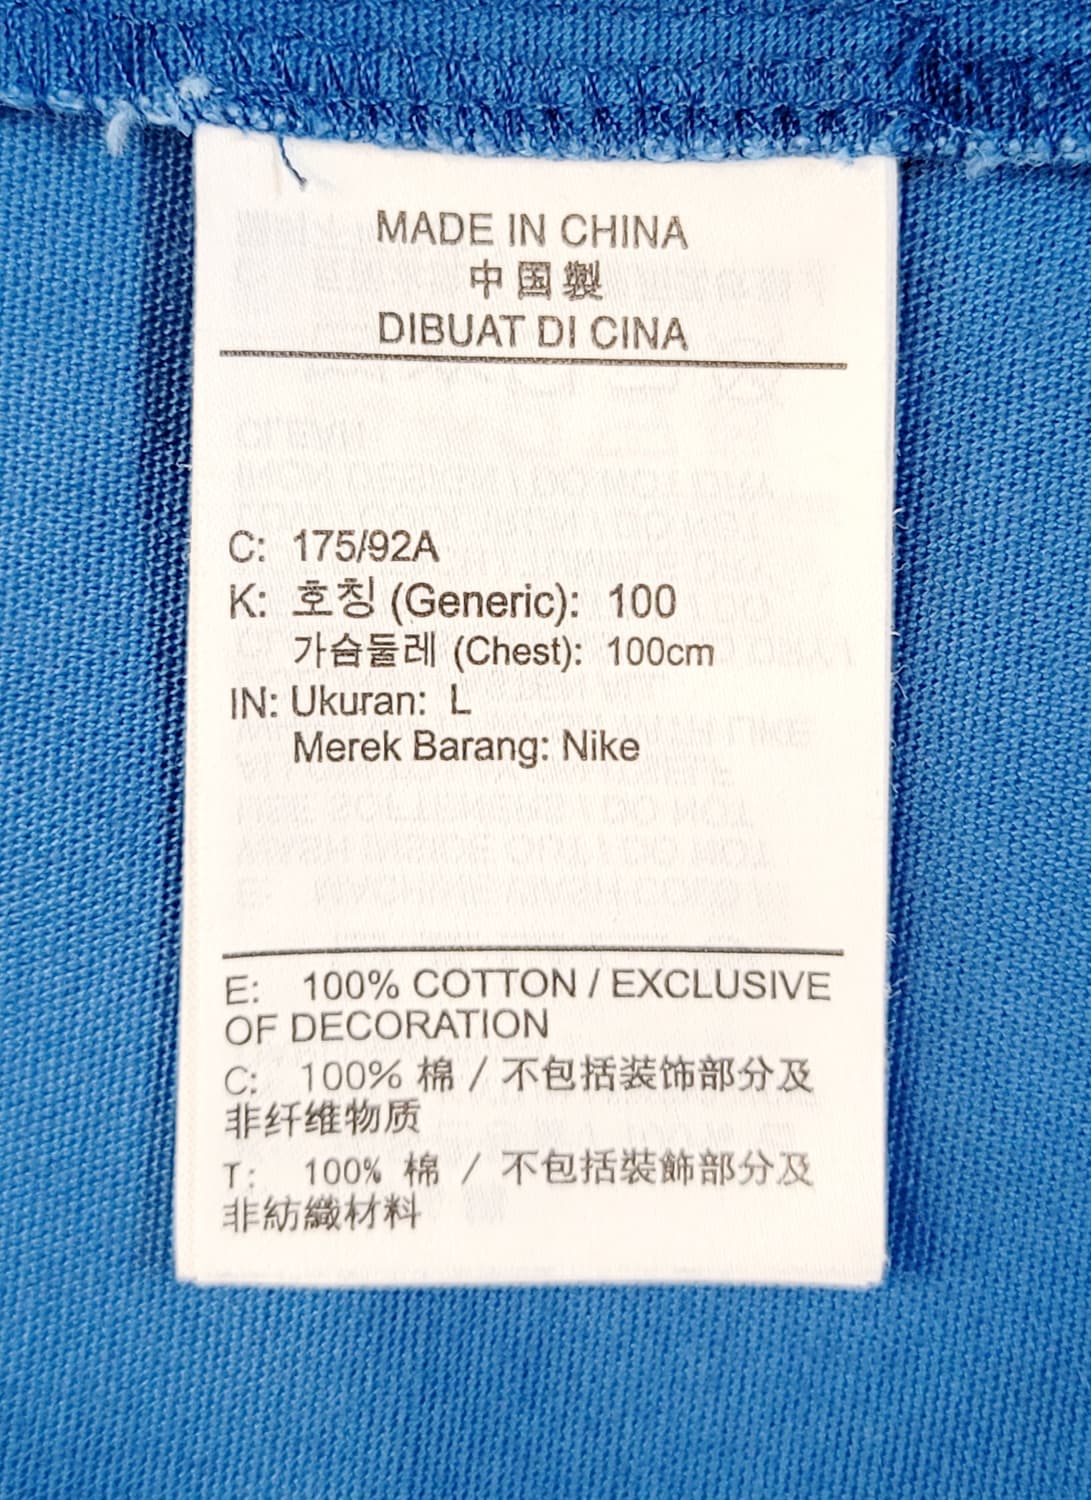 MADE IN CHINA
中国製
DIBUAT DI CINA
C: 175/92A
K: 호칭 (Generic): 100
가슴둘레 (Chest): 100cm
IN: Ukuran: L
Merek Barang: Nike
E: 100% COTTON / EXCLUSIVE
OF DECORATION
C: 100% 棉 / 不包括装饰部分及
非纤维物质
T: 100% 棉 / 不包括裝飾部分及
非紡織材料